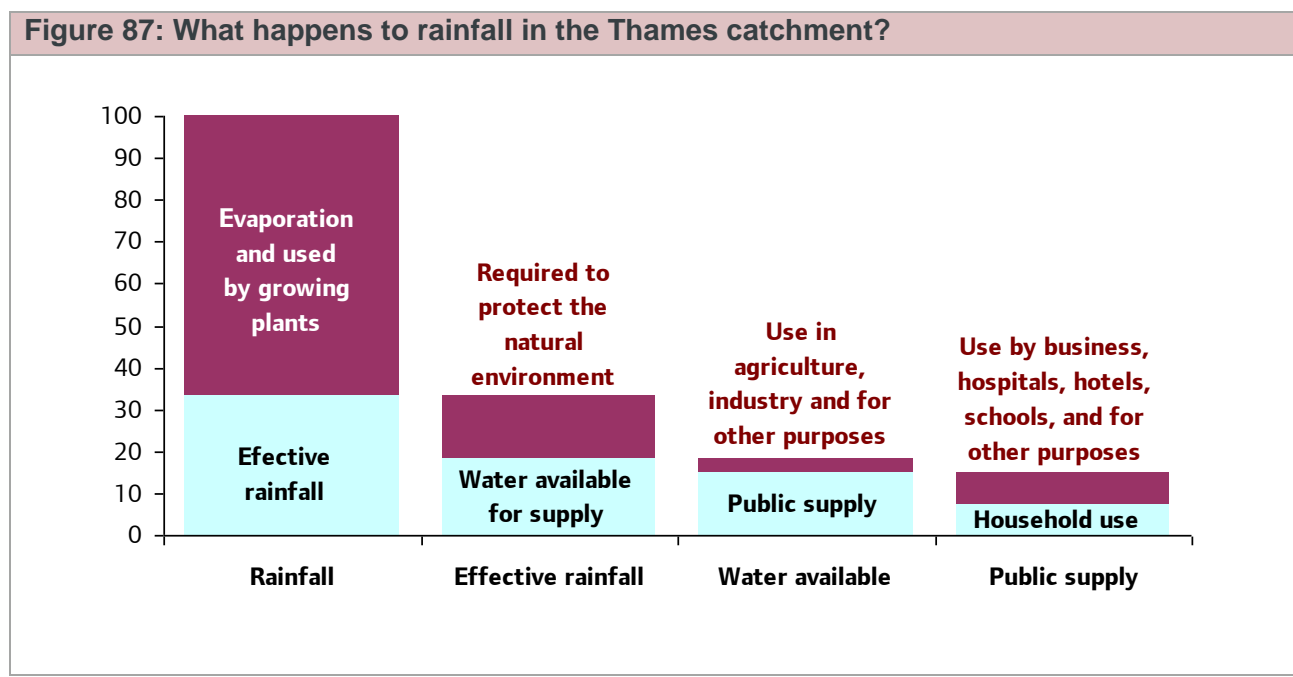 Figure 87: What happens to rainfall in the Thames catchment?
100
90
80
70
60
50
40
30
20
10
0
Evaporation
and used
by growing
plants
Efective
rainfall
Required to
protect the
natural
environment
Water available
for supply
Use in
agriculture,
industry and for
other purposes
Public supply
Use by business,
hospitals, hotels,
schools, and for
other purposes
Household use
Rainfall
Effective rainfall
Water available
Public supply